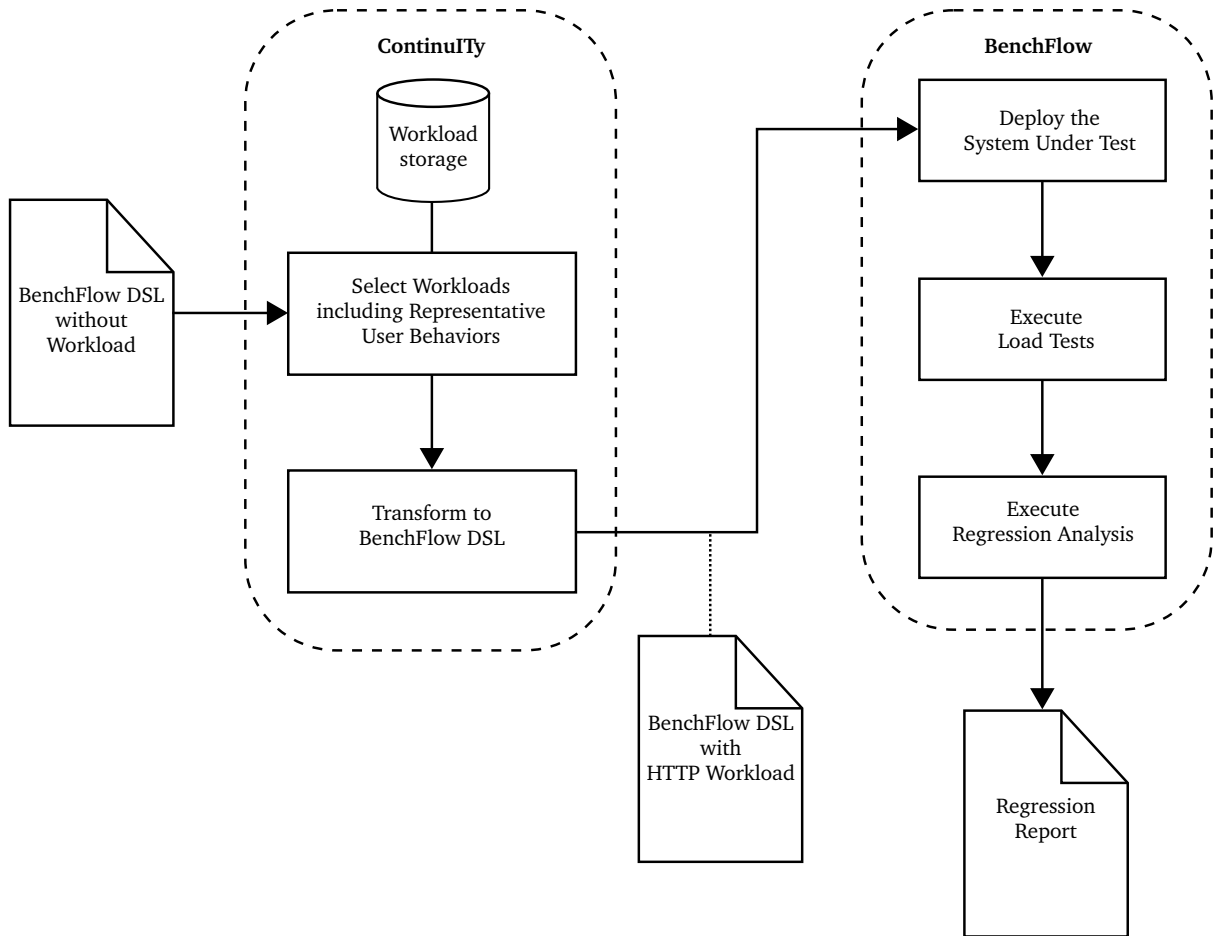 ContinuITy
Workload
storage
BenchFlow DSL
without
Workload
Select Workloads
including Representative
User Behaviors
Transform to
BenchFlow DSL
BenchFlow DSL
with
HTTP Workload
BenchFlow
Deploy the
System Under Test
Execute
Load Tests
Execute
Regression Analysis
Regression
Report